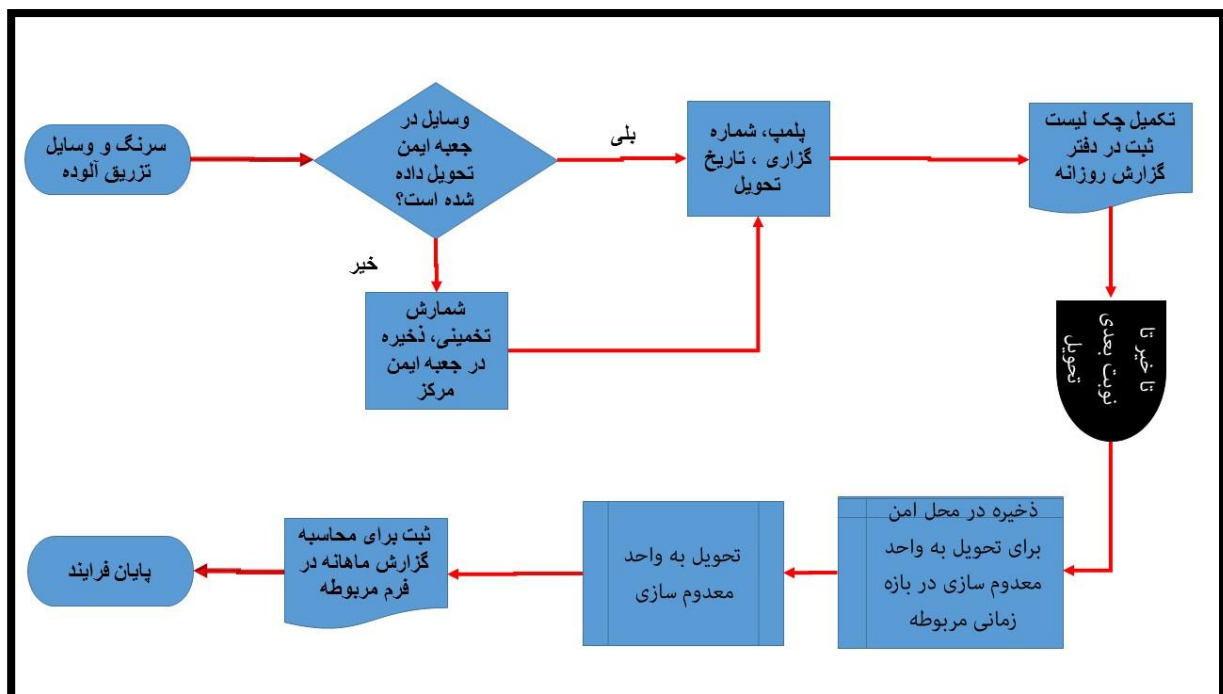 سرنگ و وسایل
تزریق آلوده
وسایل در
جعبه ایمن
تحویل داده
شده است؟
بلی
خیر
شمارش
تخمینی، ذخیره
در جعبه ایمن
مرکز
پلمپ، شماره
گزاری ، تاریخ
تحویل
تکمیل چک لیست
ثبت در دفتر
گزارش روزانه
تا خیر تا
نوبت بعدی
تحویل
ذخیره در محل امن
برای تحویل به واحد
معدوم سازی در بازه
زمانی مربوطه
تحویل به واحد
معدوم سازی
ثبت برای محاسبه
گزارش ماهانه در
فرم مربوطه
پایان فرایند